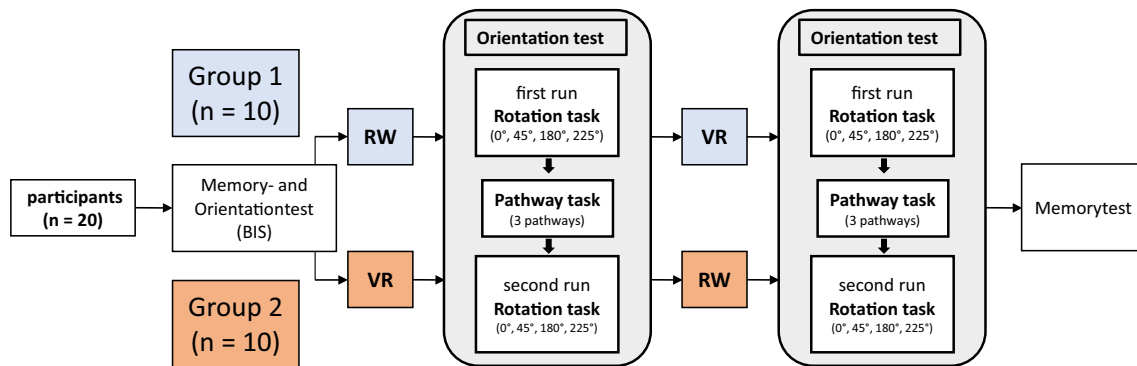 participants
(n = 20)
Memory- and
Orientationtest
(BIS)
Group 1
(n = 10)
Group 2
(n = 10)
RW
VR
Orientation test
first run
Rotation task
(0°, 45°, 180°, 225°)
Pathway task
(3 pathways)
second run
Rotation task
(0°, 45°, 180°, 225°)
VR
RW
Orientation test
first run
Rotation task
(0°, 45°, 180°, 225°)
Pathway task
(3 pathways)
second run
Rotation task
(0°, 45°, 180°, 225°)
Memorytest